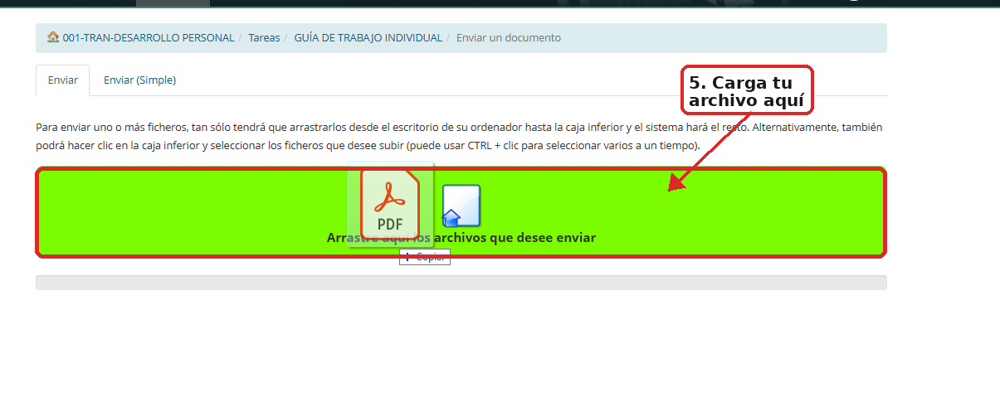 001-TRAN-DESARROLLO PERSONAL / Tareas / GUÍA DE TRABAJO INDIVIDUAL / Enviar un documento
Enviar
Enviar (Simple)
5. Carga tu
archivo aquí
Para enviar uno o más ficheros, tan sólo tendrá que arrastrarlos desde el escritorio de su ordenador hasta la caja inferior y el sistema hará el resto. Alternativamente, también
podrá hacer clic en la caja inferior y seleccionar los ficheros que desee subir (puede usar CTRL + clic para seleccionar varios a un tiempo).
PDF
Arrastre aquí los archivos que desee enviar
Copiar